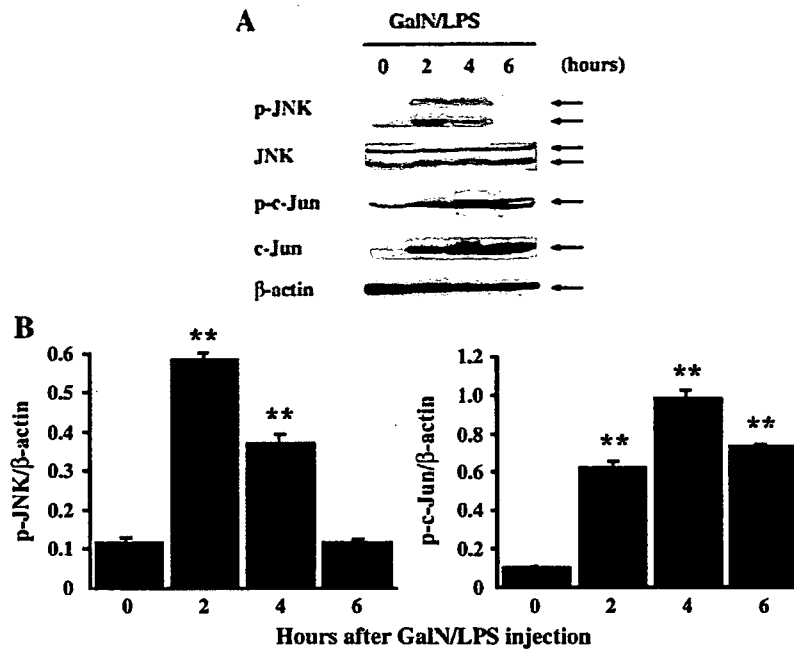 A
GalN/LPS
0 2 4 6 (hours)
p-JNK
JNK
p-c-Jun
c-Jun
β-actin
B
p-JNK/β-actin
0.6
0.5
0.4
0.3
0.2
0.1
0
**
**
0 2 4 6
p-c-Jun/β-actin
1.2
1.0
0.8
0.6
0.4
0.2
0
**
**
**
0 2 4 6
Hours after GalN/LPS injection